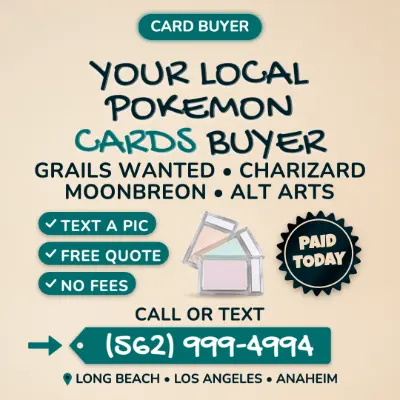 CARD BUYER
YOUR LOCAL
POKEMON
CARDS BUYER
GRAILS WANTED • CHARIZARD
MOONBREON • ALT ARTS
✓ TEXT A PIC
✓ FREE QUOTE
✓ NO FEES
PAID
TODAY
CALL OR TEXT
(562) 999-4994
LONG BEACH • LOS ANGELES • ANAHEIM